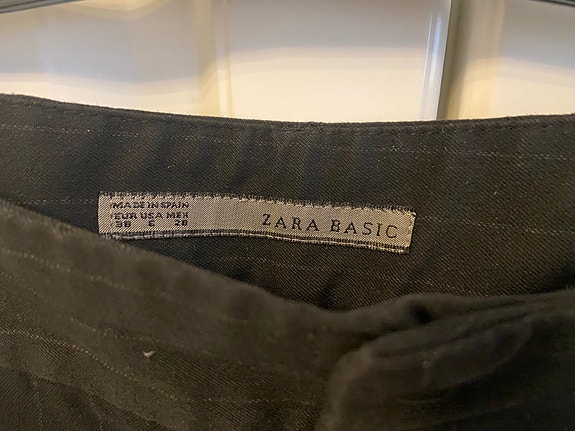 MADE IN SPAIN
EUR USA MEX
38 6 28
ZARA BASIC